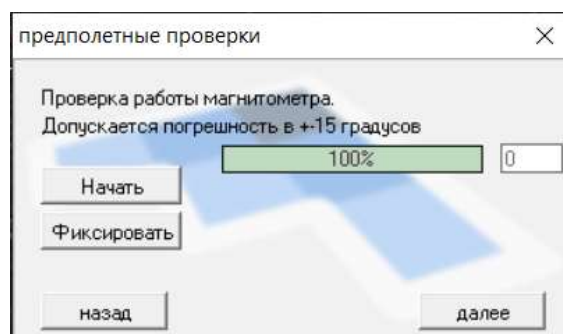 предполетные проверки
Проверка работы магнитометра.
Допускается погрешность в +-15 градусов
100%
0
Начать
Фиксировать
назад
далее